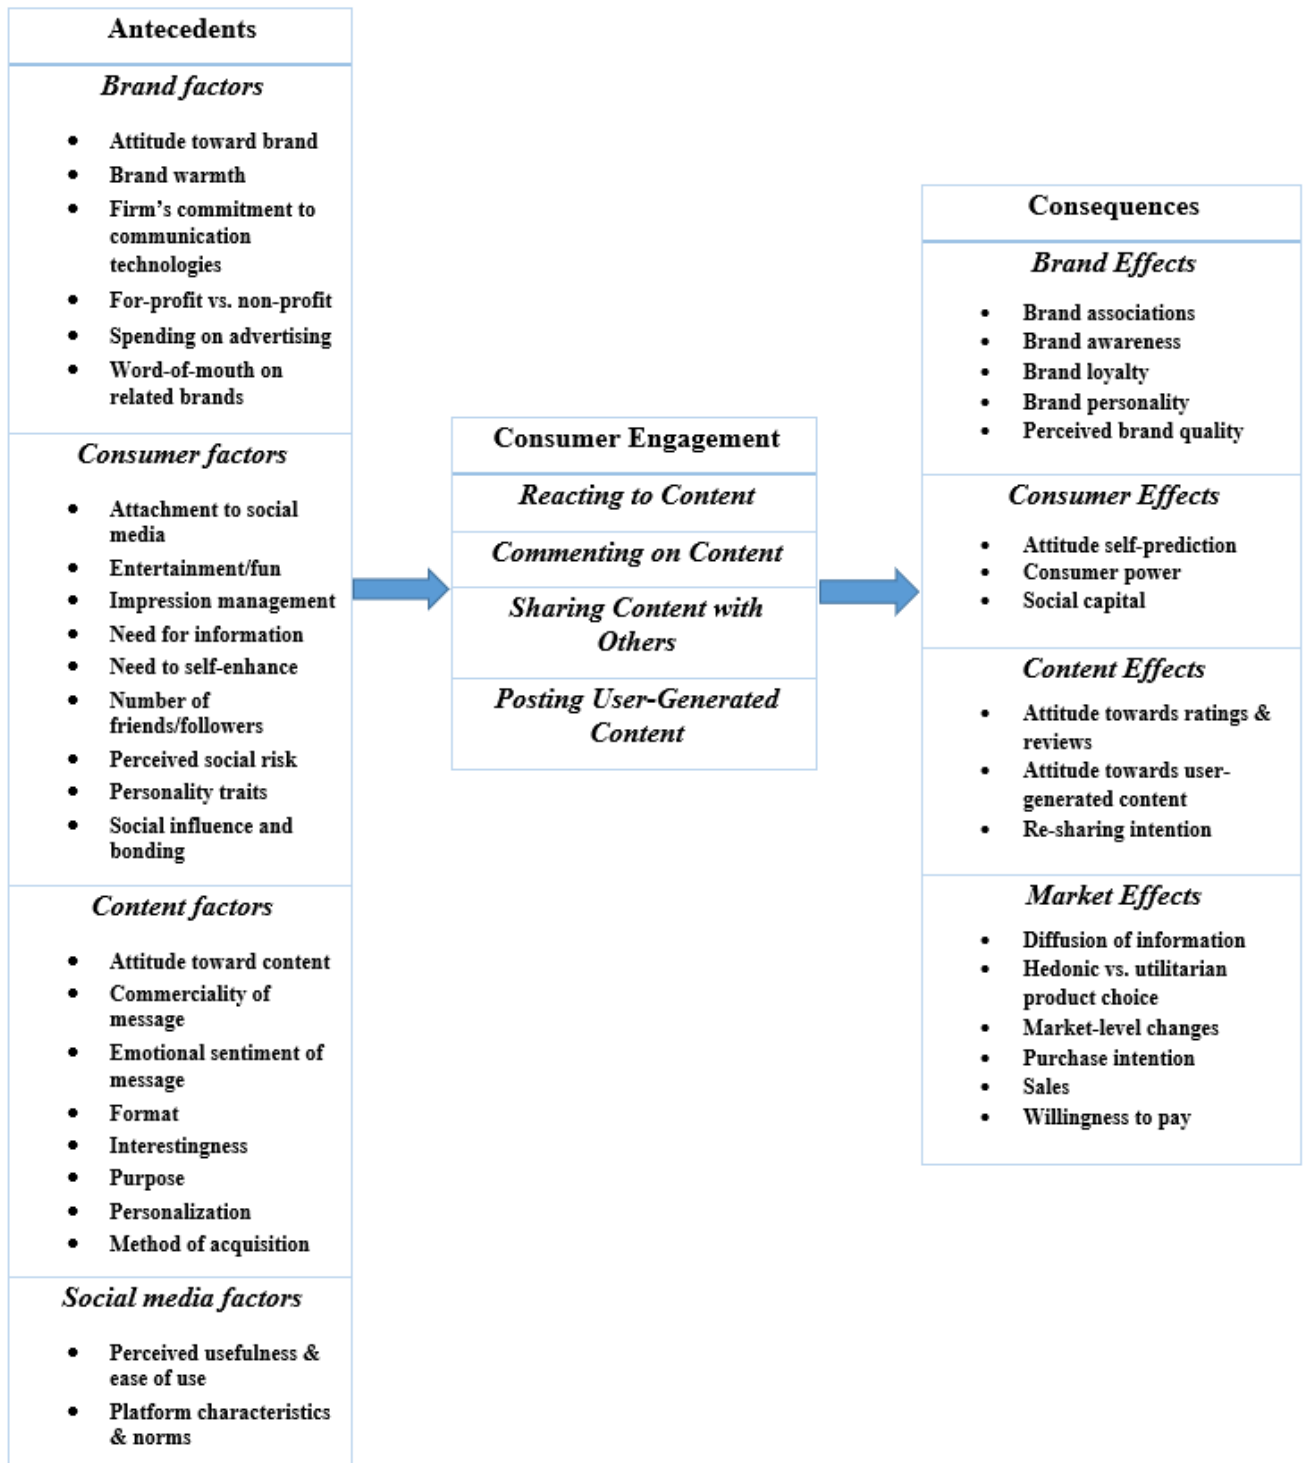 Antecedents
Brand factors
• Attitude toward brand
• Brand warmth
• Firm's commitment to
communication
technologies
• For-profit vs. non-profit
• Spending on advertising
• Word-of-mouth on
related brands
Consumer factors
• Attachment to social
media
• Entertainment/fun
• Impression management
• Need for information
• Need to self-enhance
• Number of
friends/followers
• Perceived social risk
• Personality traits
• Social influence and
bonding
Content factors
• Attitude toward content
• Commerciality of
message
• Emotional sentiment of
message
• Format
• Interestingness
• Purpose
• Personalization
• Method of acquisition
Social media factors
• Perceived usefulness &
ease of use
• Platform characteristics
& norms
Consumer Engagement
Reacting to Content
Commenting on Content
Sharing Content with
Others
Posting User-Generated
Content
Consequences
Brand Effects
• Brand associations
• Brand awareness
• Brand loyalty
• Brand personality
• Perceived brand quality
Consumer Effects
• Attitude self-prediction
• Consumer power
• Social capital
Content Effects
• Attitude towards ratings &
reviews
• Attitude towards user-
generated content
• Re-sharing intention
Market Effects
• Diffusion of information
• Hedonic vs. utilitarian
product choice
• Market-level changes
• Purchase intention
• Sales
• Willingness to pay